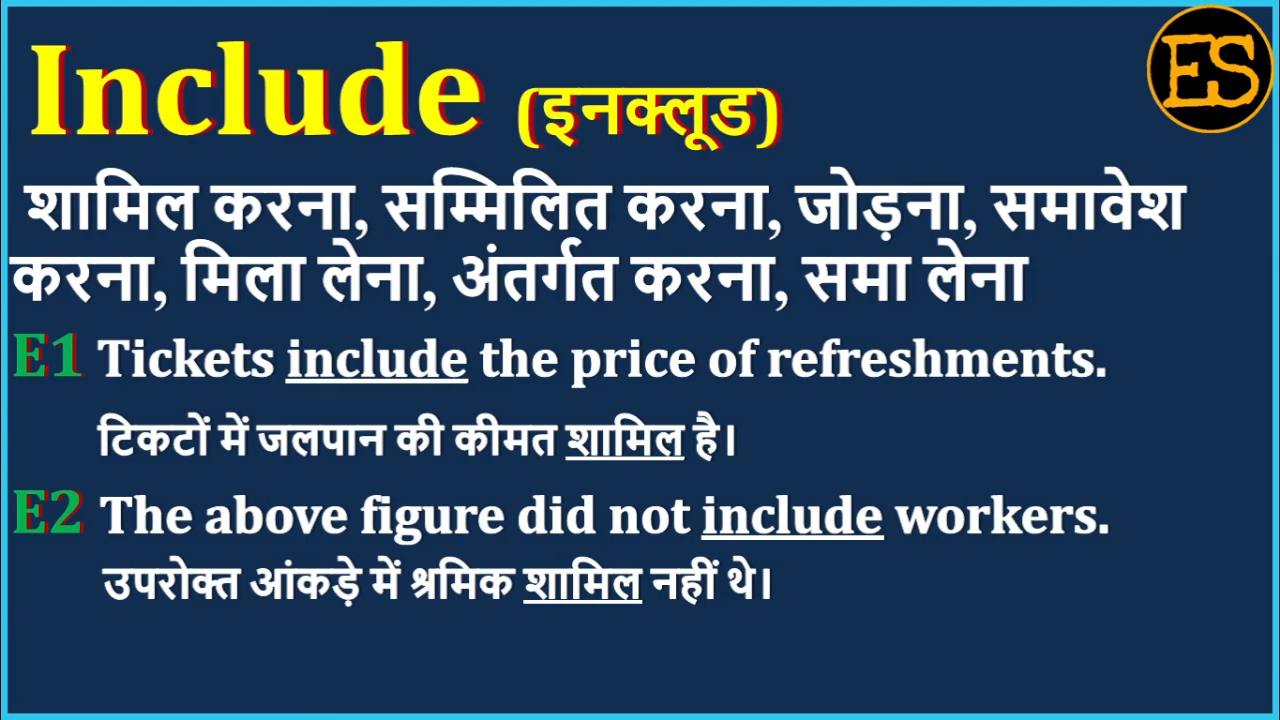 Include (इनक्लूड)
ES
शामिल करना, सम्मिलित करना, जोड़ना, समावेश
करना, मिला लेना, अंतर्गत करना, समा लेना
E1 Tickets include the price of refreshments.
टिकटों में जलपान की कीमत शामिल है।
E2 The above figure did not include workers.
उपरोक्त आंकड़े में श्रमिक शामिल नहीं थे।